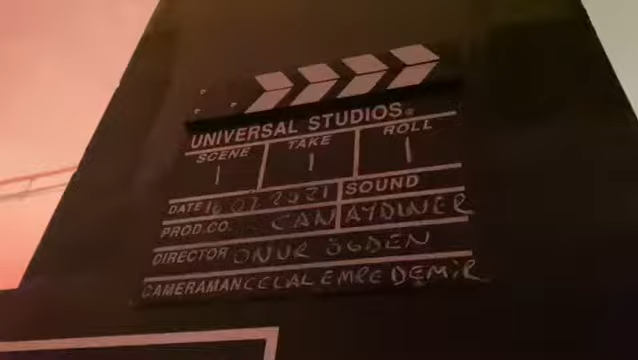 UNIVERSAL STUDIOS
SCENE TAKE ROLL
1 1 1
DATE 16 07 2021 SOUND
PROD.CO. CAN AYDINER
DIRECTOR ONUR ÖGDEN
CAMERAMAN CELAL EMRE DEMİR